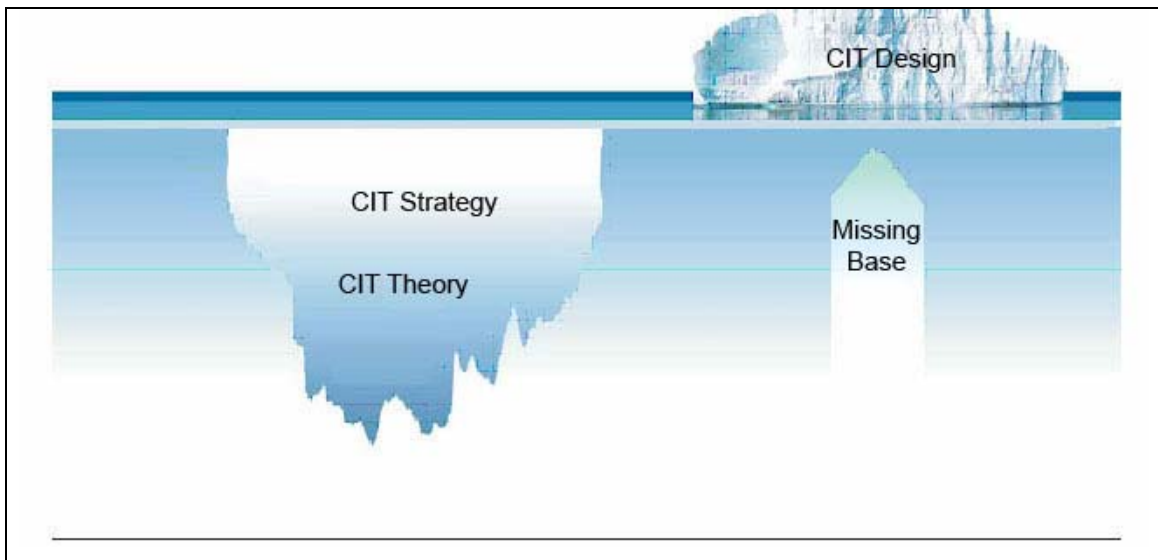 CIT Design
CIT Strategy
CIT Theory
Missing
Base